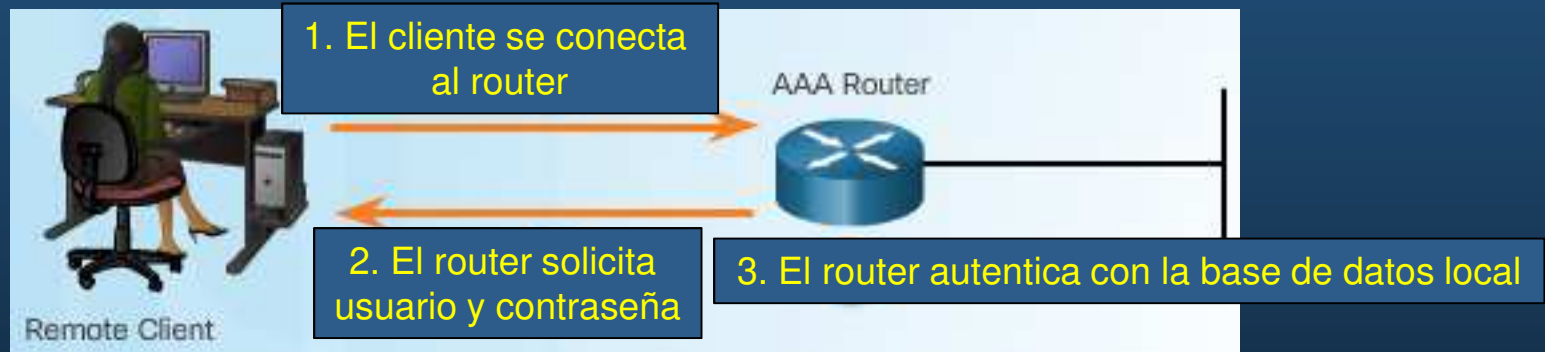 1. El cliente se conecta
al router
AAA Router
2. El router solicita
usuario y contraseña
3. El router autentica con la base de datos local
Remote Client